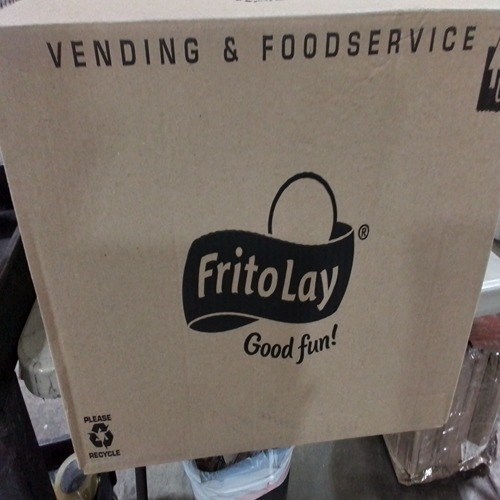 VENDING & FOODSERVICE
FritoLay®
Good fun!
PLEASE
RECYCLE